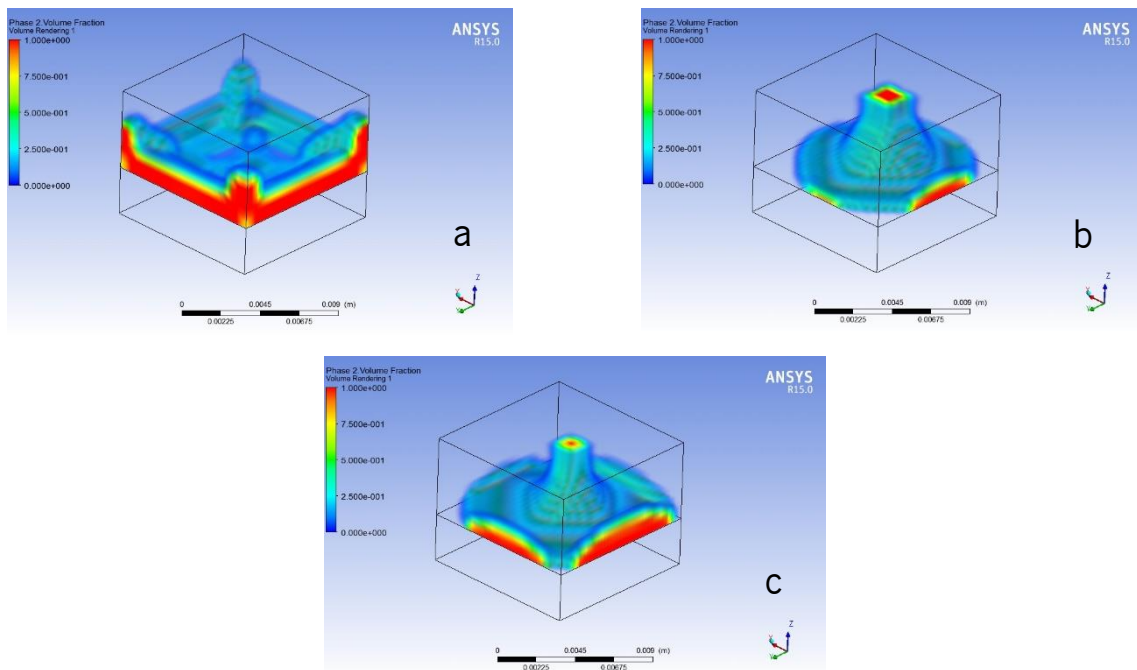 Phase 2.Volume Fraction
Volume Rendering 1
1.000e+000
7.500e-001
5.000e-001
2.500e-001
0.000e+000
ANSYS
R15.0
a
Z
Y
0 0.0045 0.009 (m)
0.00225 0.00675
Phase 2.Volume Fraction
Volume Rendering 1
1.000e+000
7.500e-001
5.000e-001
2.500e-001
0.000e+000
ANSYS
R15.0
b
Z
Y
0 0.0045 0.009 (m)
0.00225 0.00675
Phase 2.Volume Fraction
Volume Rendering 1
1.000e+000
7.500e-001
5.000e-001
2.500e-001
0.000e+000
ANSYS
R15.0
c
Z
Y
0 0.0045 0.009 (m)
0.00225 0.00675